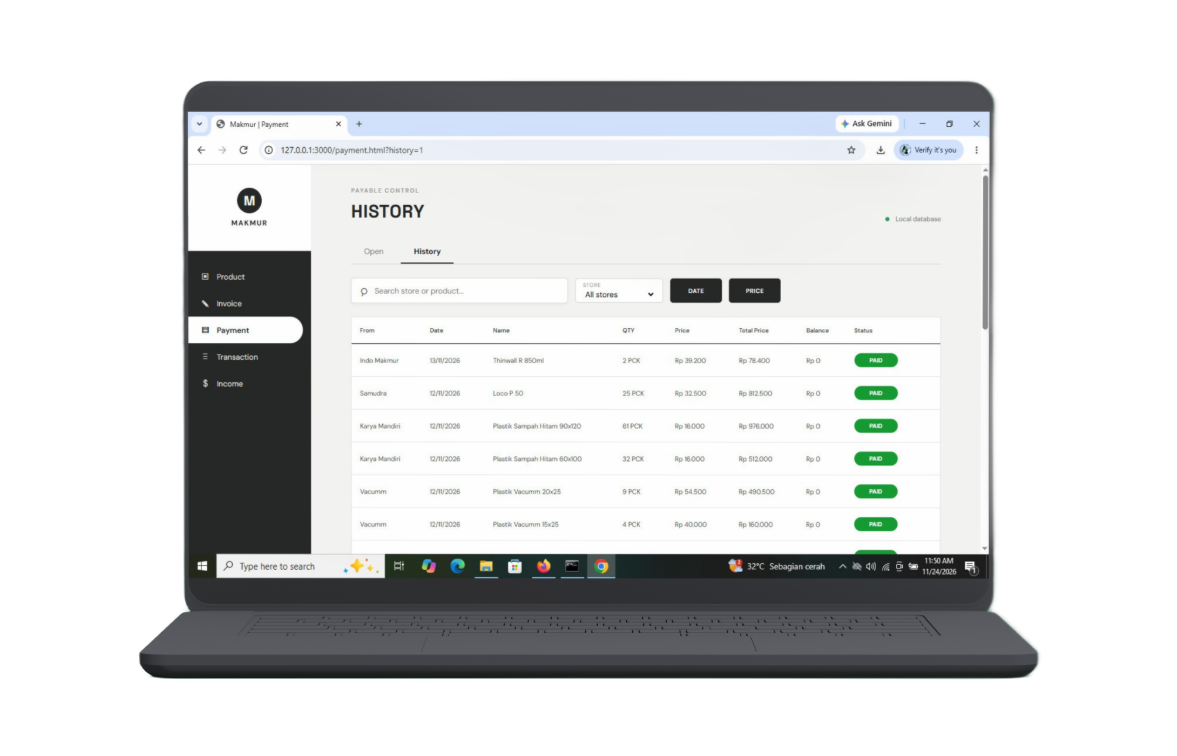 Makmur | Payment
Ask Gemini
127.0.0.1:3000/payment.html?history=1
Verify it's you
M
MAKMUR
Product
Invoice
Payment
Transaction
$ Income
PAYABLE CONTROL
HISTORY
Local database
Open History
Search store or product...
STORE
All stores
DATE
PRICE
From Date Name QTY Price Total Price Balance Status
Indo Makmur 13/11/2026 Thinwall R 850ml 2 PCK Rp 39.200 Rp 78.400 Rp 0 PAID
Samudra 12/11/2026 Loco P 50 25 PCK Rp 32.500 Rp 812.500 Rp 0 PAID
Karya Mandiri 12/11/2026 Plastik Sampah Hitam 90x120 61 PCK Rp 16.000 Rp 976.000 Rp 0 PAID
Karya Mandiri 12/11/2026 Plastik Sampah Hitam 60x100 32 PCK Rp 16.000 Rp 512.000 Rp 0 PAID
Vacumm 12/11/2026 Plastik Vacumm 20x25 9 PCK Rp 54.500 Rp 490.500 Rp 0 PAID
Vacumm 12/11/2026 Plastik Vacumm 15x25 4 PCK Rp 40.000 Rp 160.000 Rp 0 PAID
Type here to search
32°C Sebagian cerah
11:50 AM
11/24/2026
1